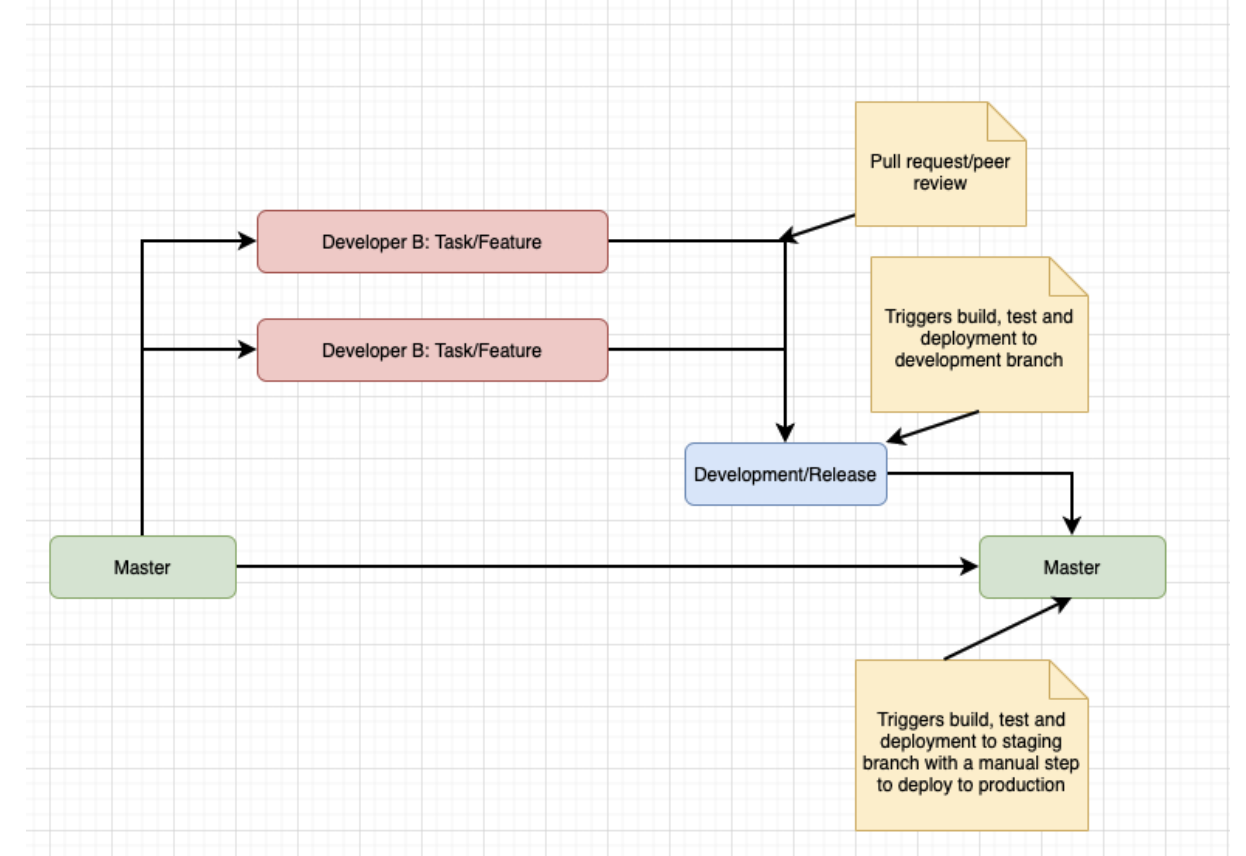 Pull request/peer
review
Developer B: Task/Feature
Triggers build, test and
deployment to
development branch
Developer B: Task/Feature
Development/Release
Master
Master
Triggers build, test and
deployment to staging
branch with a manual step
to deploy to production